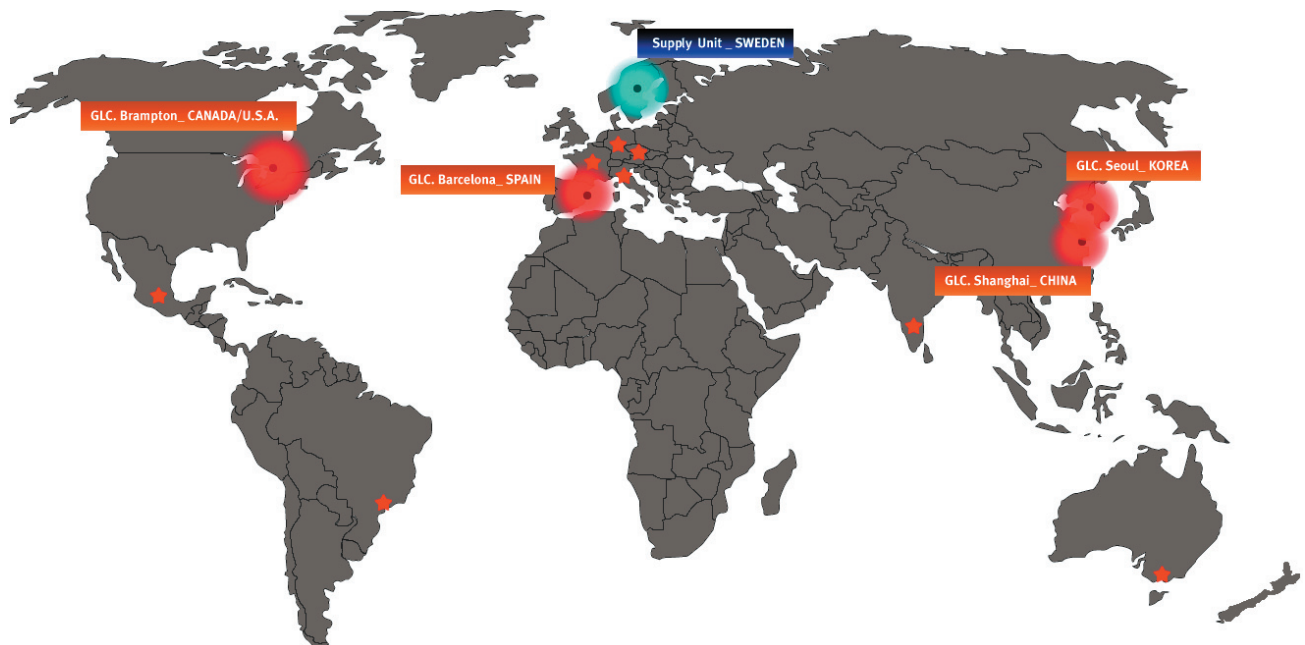 Supply Unit _ SWEDEN
GLC. Brampton_ CANADA/U.S.A.
GLC. Barcelona_ SPAIN
GLC. Seoul_ KOREA
GLC. Shanghai_ CHINA